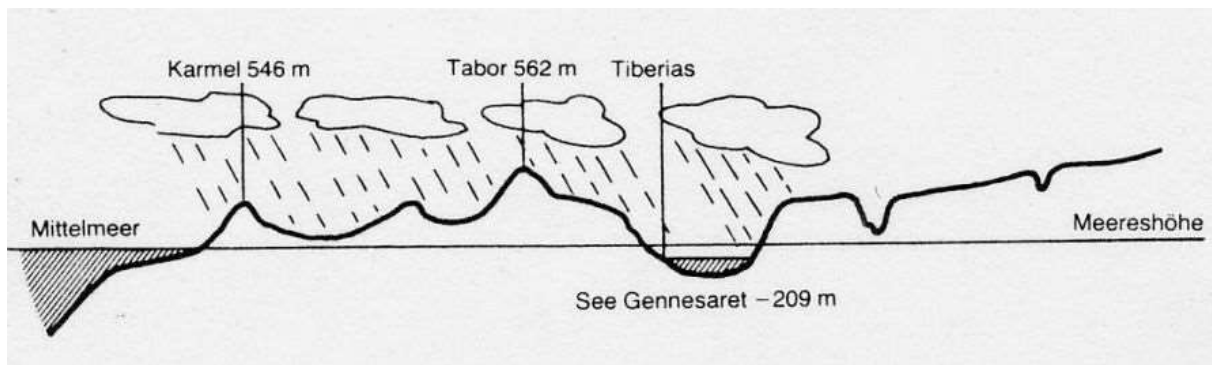 Karmel 546 m
Tabor 562 m
Tiberias
Mittelmeer
Meereshöhe
See Gennesaret – 209 m